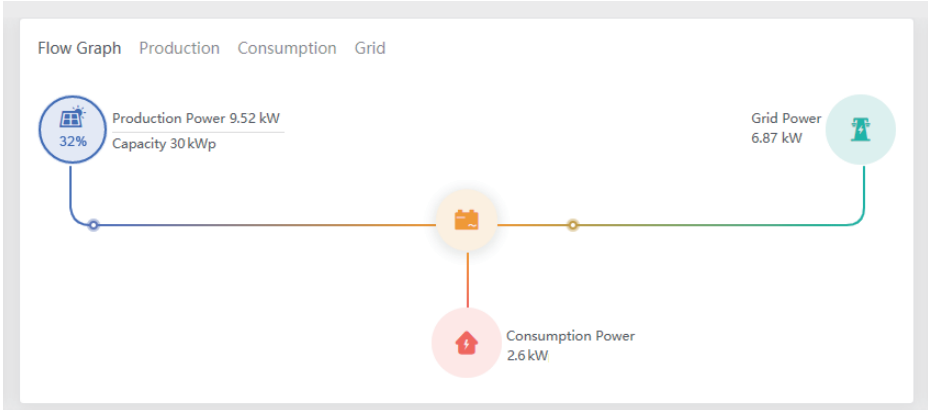 Flow Graph Production Consumption Grid
Production Power 9.52 kW
32%
Capacity 30 kWp
Grid Power
6.87 kW
Consumption Power
2.6 kW